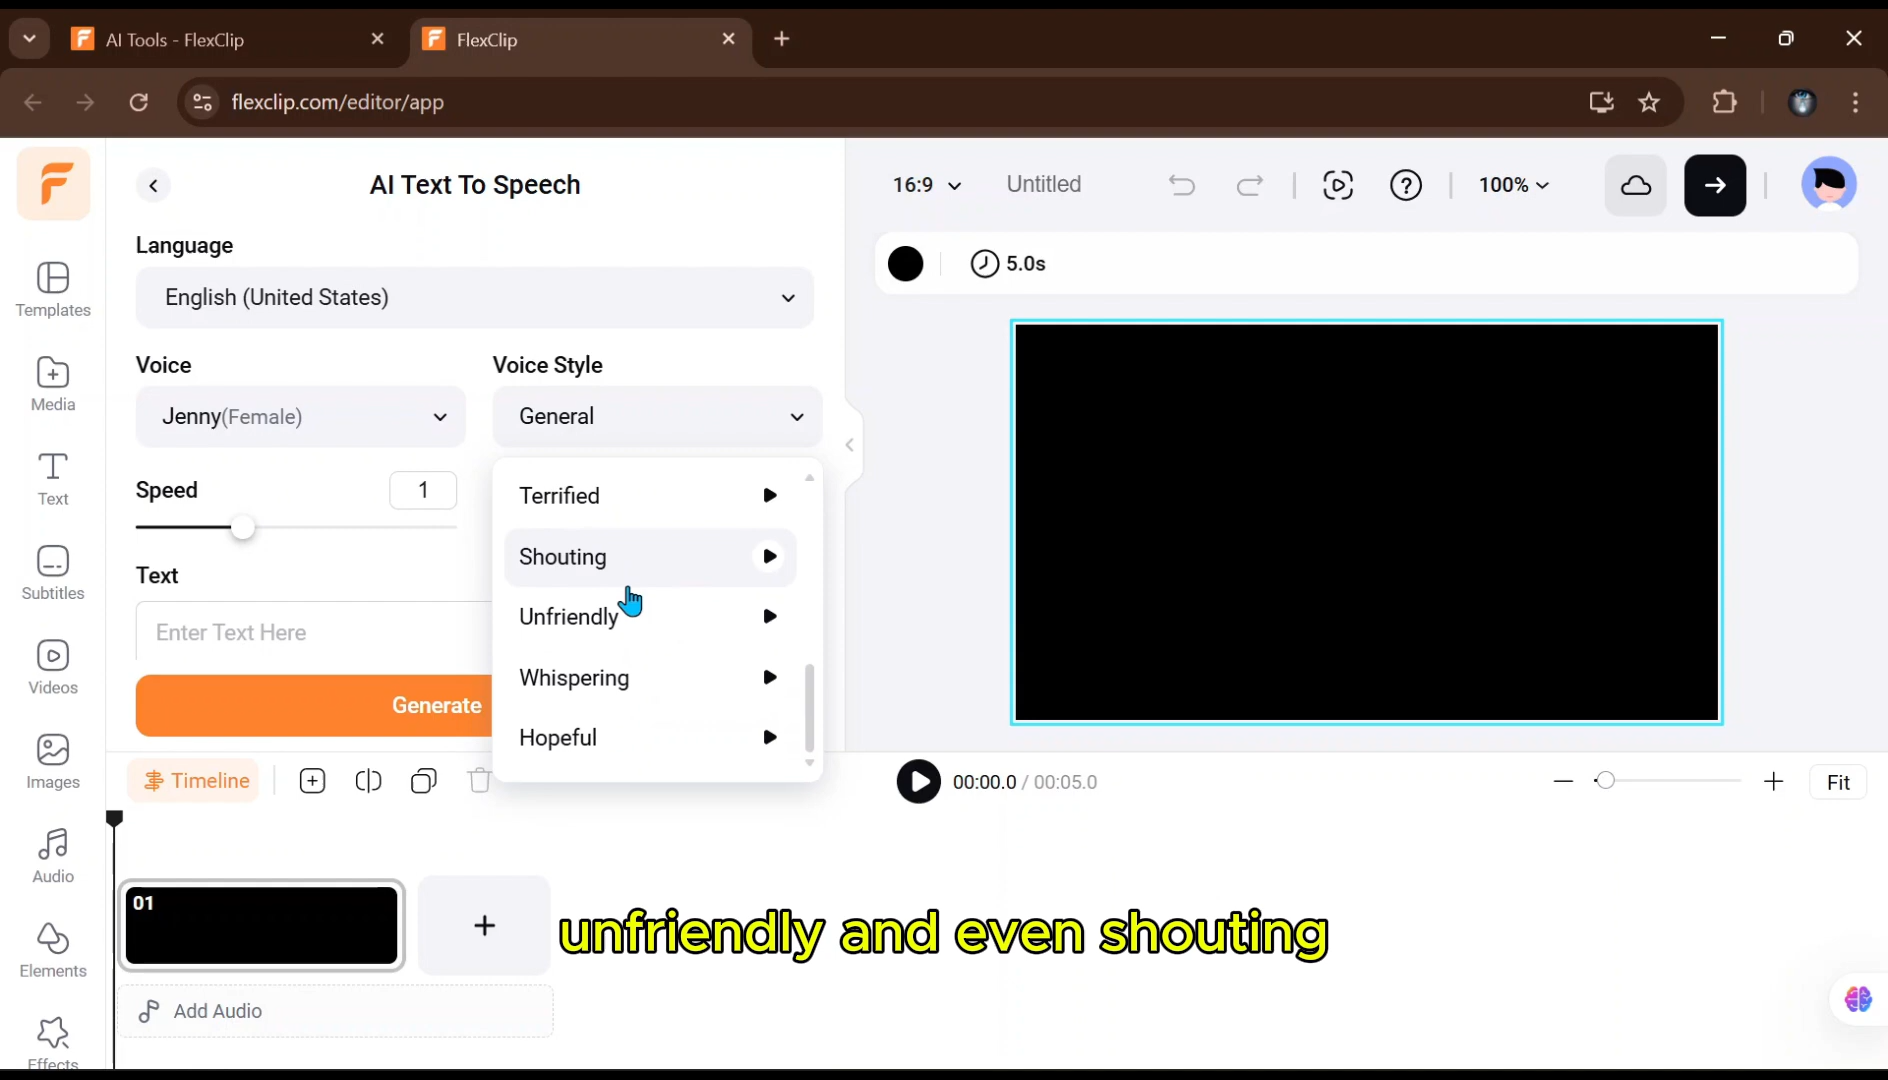 AI Tools - FlexClip
FlexClip
flexclip.com/editor/app
AI Text To Speech
16:9
Untitled
100%
Language
English (United States)
5.0s
Voice
Voice Style
Jenny(Female)
General
Speed
1
Text
Enter Text Here
Generate
Terrified
Shouting
Unfriendly
Whispering
Hopeful
Templates
Media
Text
Subtitles
Videos
Images
Audio
Elements
Effects
Timeline
00:00.0 / 00:05.0
Fit
01
+
unfriendly and even shouting
Add Audio